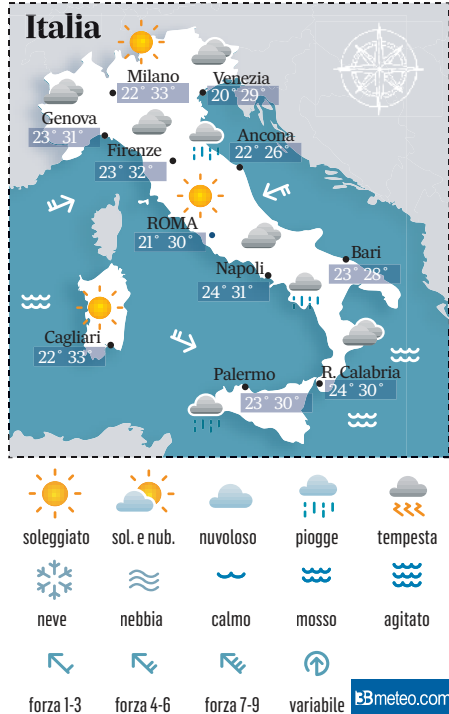 Italia
Milano
22° 33°
Venezia
20° 29°
Genova
23° 31°
Firenze
23° 32°
Ancona
22° 26°
ROMA
21° 30°
Napoli
24° 31°
Bari
23° 28°
Cagliari
22° 33°
Palermo
23° 30°
R. Calabria
24° 30°
soleggiato sol. e nub. nuvoloso piogge tempesta
neve nebbia calmo mosso agitato
forza 1-3 forza 4-6 forza 7-9 variabile
3Bmeteo.com